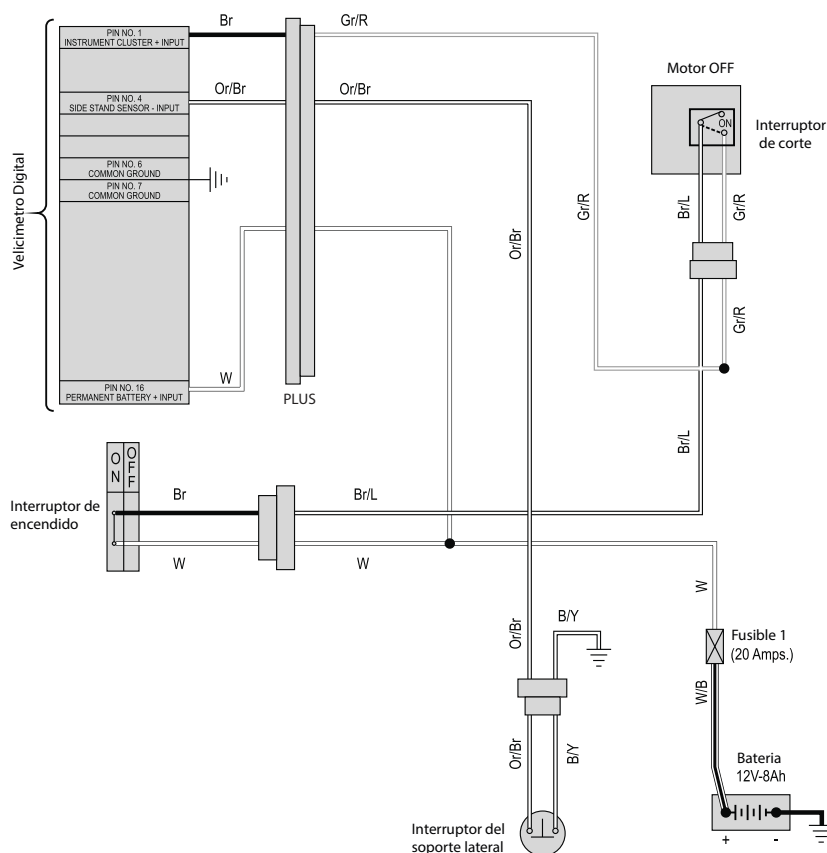 Br
Gr/R
PIN NO. 1
INSTRUMENT CLUSTER + INPUT
Motor OFF
Or/Br
Or/Br
PIN NO. 4
SIDE STAND SENSOR - INPUT
ON
Interruptor
de corte
PIN NO. 6
COMMON GROUND
PIN NO. 7
COMMON GROUND
Velicimetro Digital
Gr/R
Br/L
Gr/R
Or/Br
Gr/R
W
PIN NO. 16
PERMANENT BATTERY + INPUT
PLUS
Br/L
ON
OFF
Interruptor de
encendido
Br
Br/L
W
W
W
Or/Br
B/Y
Fusible 1
(20 Amps.)
W/B
Or/Br
B/Y
Bateria
12V-8Ah
Interruptor del
soporte lateral
+
-